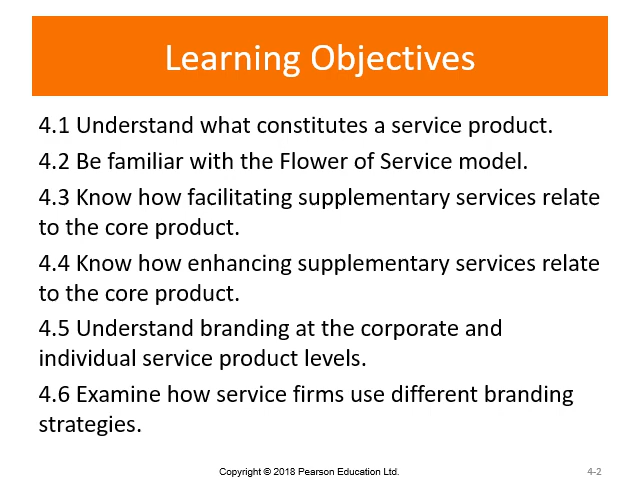 Learning Objectives
4.1 Understand what constitutes a service product.
4.2 Be familiar with the Flower of Service model.
4.3 Know how facilitating supplementary services relate
to the core product.
4.4 Know how enhancing supplementary services relate
to the core product.
4.5 Understand branding at the corporate and
individual service product levels.
4.6 Examine how service firms use different branding
strategies.
Copyright © 2018 Pearson Education Ltd.
4-2